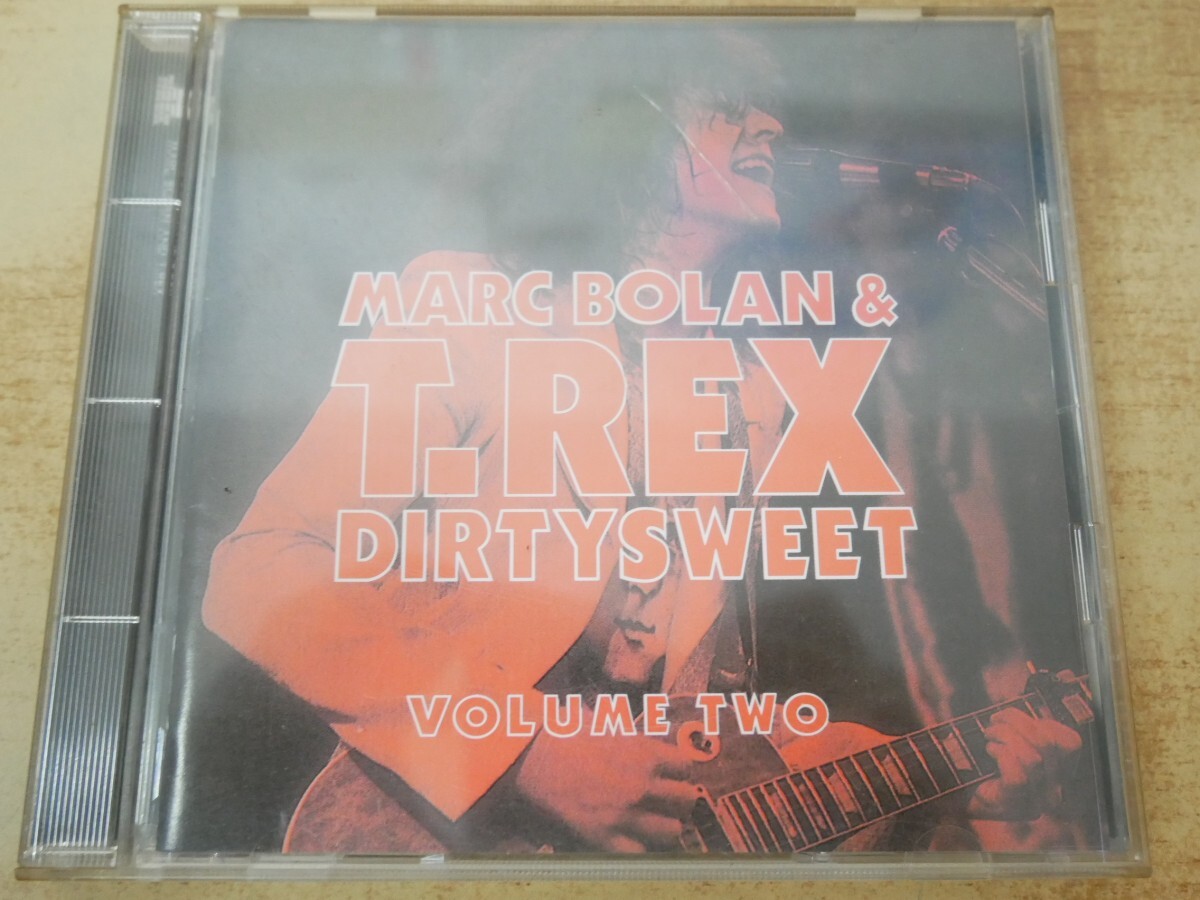 MARC BOLAN &
T.REX
DIRTYSWEET
VOLUME TWO